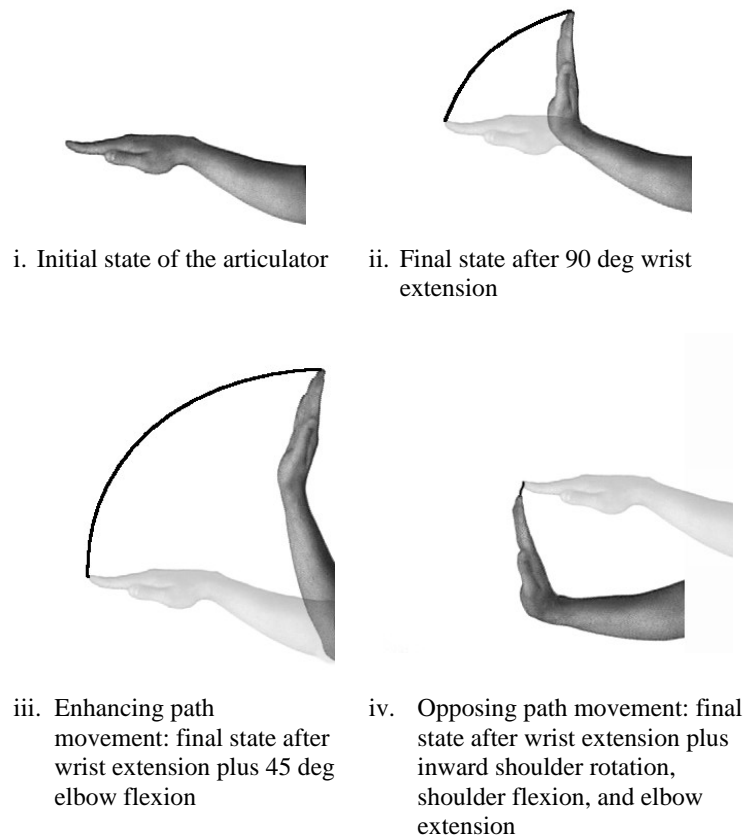 i. Initial state of the articulator
ii. Final state after 90 deg wrist
extension
iii. Enhancing path
movement: final state after
wrist extension plus 45 deg
elbow flexion
iv. Opposing path movement: final
state after wrist extension plus
inward shoulder rotation,
shoulder flexion, and elbow
extension